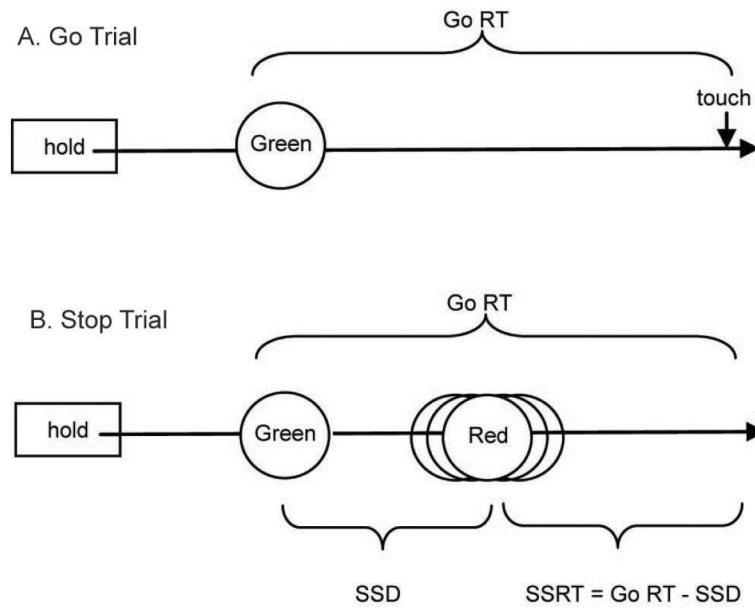 A. Go Trial
Go RT
touch
hold
Green
B. Stop Trial
Go RT
hold
Green
Red
SSD
SSRT = Go RT - SSD